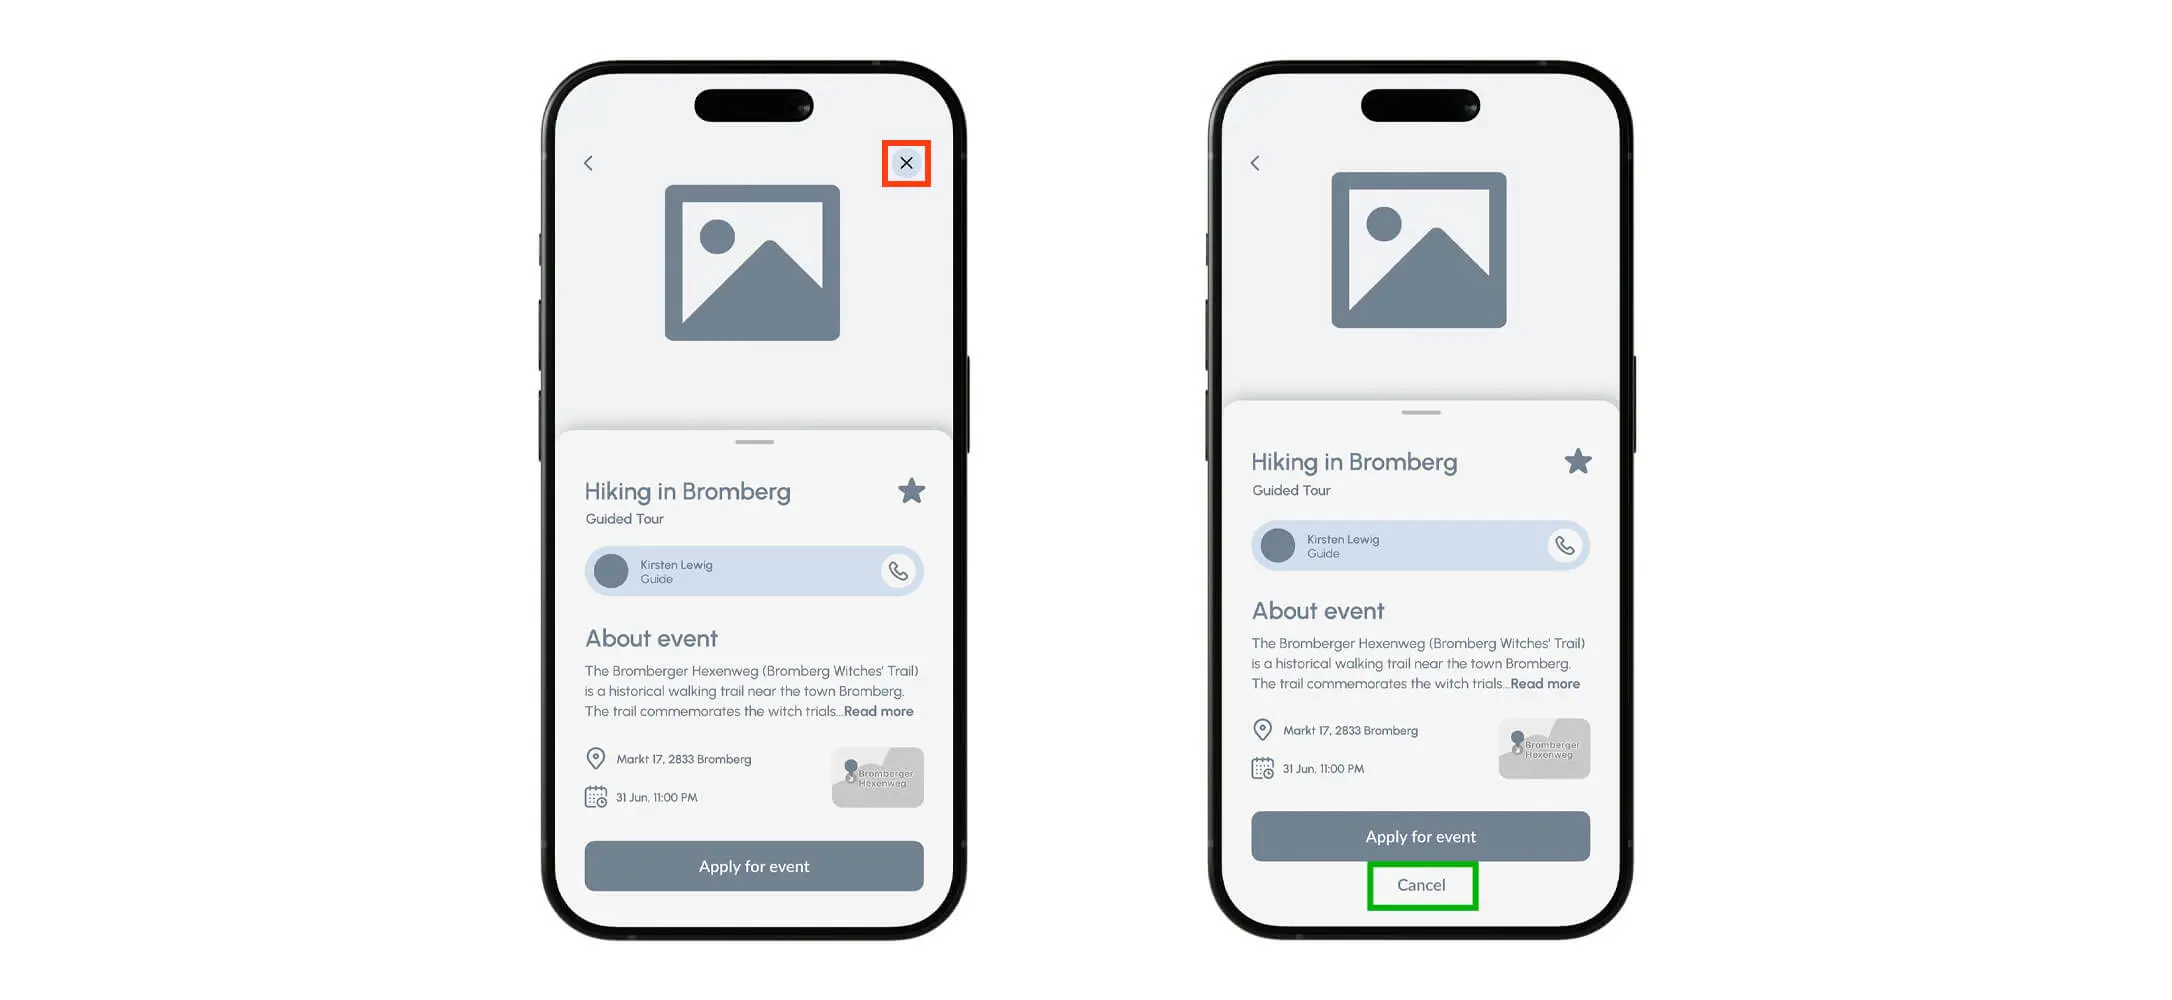 Hiking in Bromberg
Guided Tour
Kirsten Lewig
Guide
About event
The Bromberger Hexenweg (Bromberg Witches' Trail)
is a historical walking trail near the town Bromberg.
The trail commemorates the witch trials...Read more
Markt 17, 2833 Bromberg
31 Jun, 11:00 PM
Bromberger
Hexenweg
Apply for event
Hiking in Bromberg
Guided Tour
Kirsten Lewig
Guide
About event
The Bromberger Hexenweg (Bromberg Witches' Trail)
is a historical walking trail near the town Bromberg.
The trail commemorates the witch trials...Read more
Markt 17, 2833 Bromberg
31 Jun, 11:00 PM
Bromberger
Hexenweg
Apply for event
Cancel